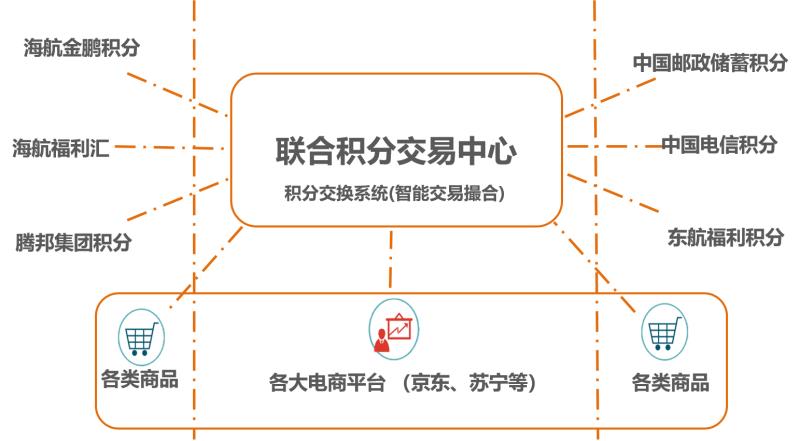 海航金鹏积分
中国邮政储蓄积分
联合积分交易中心
海航福利汇
中国电信积分
积分交换系统(智能交易撮合)
腾邦集团积分
东航福利积分
各类商品
各大电商平台 （京东、苏宁等）
各类商品